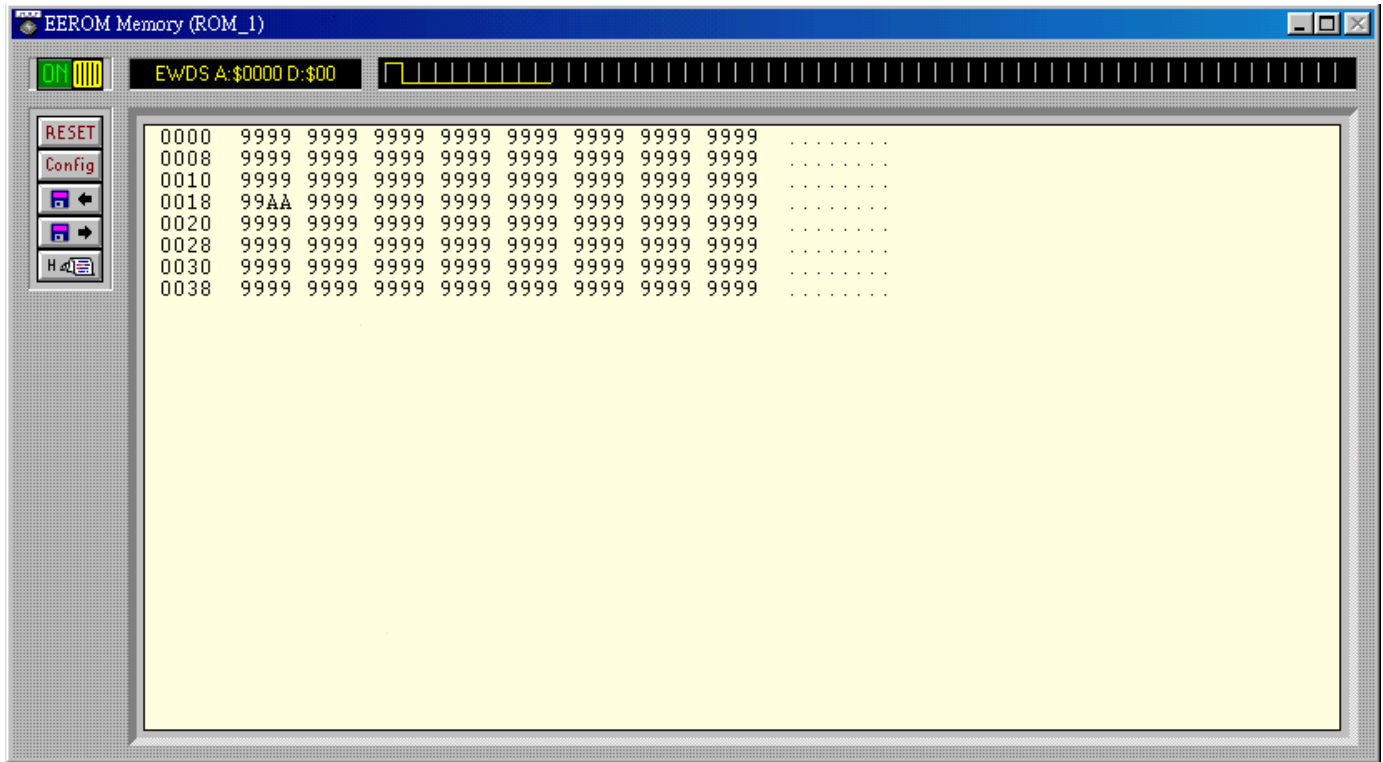 EEROM Memory (ROM_1)
ON EWDS A:$0000 D:$00
RESET
Config
H
0000 9999 9999 9999 9999 9999 9999 9999 9999 ........
0008 9999 9999 9999 9999 9999 9999 9999 9999 ........
0010 9999 9999 9999 9999 9999 9999 9999 9999 ........
0018 99AA 9999 9999 9999 9999 9999 9999 9999 ........
0020 9999 9999 9999 9999 9999 9999 9999 9999 ........
0028 9999 9999 9999 9999 9999 9999 9999 9999 ........
0030 9999 9999 9999 9999 9999 9999 9999 9999 ........
0038 9999 9999 9999 9999 9999 9999 9999 9999 ........